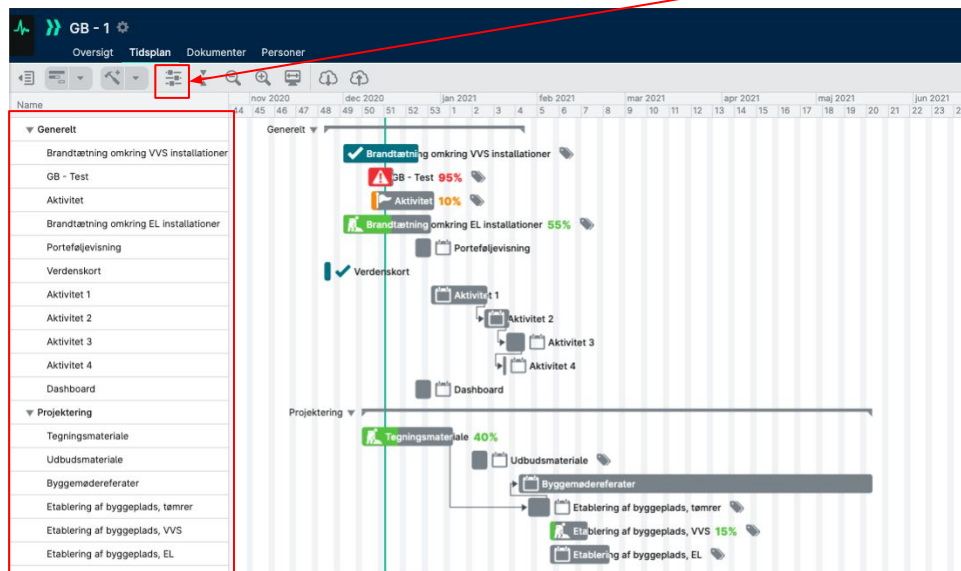 GB - 1
Oversigt Tidsplan Dokumenter Personer
Name
nov 2020 dec 2020 jan 2021 feb 2021 mar 2021 apr 2021 maj 2021 jun 2021
44 45 46 47 48 49 50 51 52 53 1 2 3 4 5 6 7 8 9 10 11 12 13 14 15 16 17 18 19 20 21 22 23 2
Generelt Generelt
Brandtætning omkring VVS installationer Brandtætning omkring VVS installationer
GB - Test GB - Test 95%
Aktivitet Aktivitet 10%
Brandtætning omkring EL installationer Brandtætning omkring EL installationer 55%
Porteføljevisning Porteføljevisning
Verdenskort Verdenskort
Aktivitet 1 Aktivitet 1
Aktivitet 2 Aktivitet 2
Aktivitet 3 Aktivitet 3
Aktivitet 4 Aktivitet 4
Dashboard Dashboard
Projektering Projektering
Tegningsmateriale Tegningsmateriale 40%
Udbudsmateriale Udbudsmateriale
Byggemødereferater Byggemødereferater
Etablering af byggeplads, tømrer Etablering af byggeplads, tømrer
Etablering af byggeplads, VVS Etablering af byggeplads, VVS 15%
Etablering af byggeplads, EL Etablering af byggeplads, EL